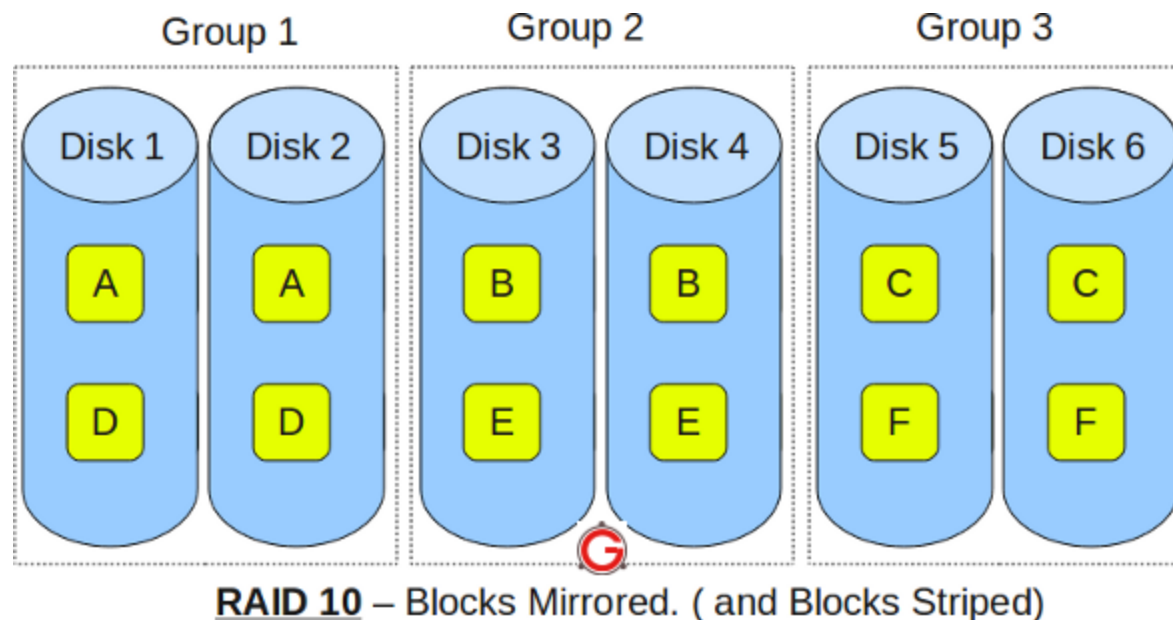 Group 1 Group 2 Group 3
Disk 1 Disk 2 Disk 3 Disk 4 Disk 5 Disk 6
A A B B C C
D D E E F F
G
RAID 10 – Blocks Mirrored. ( and Blocks Striped)